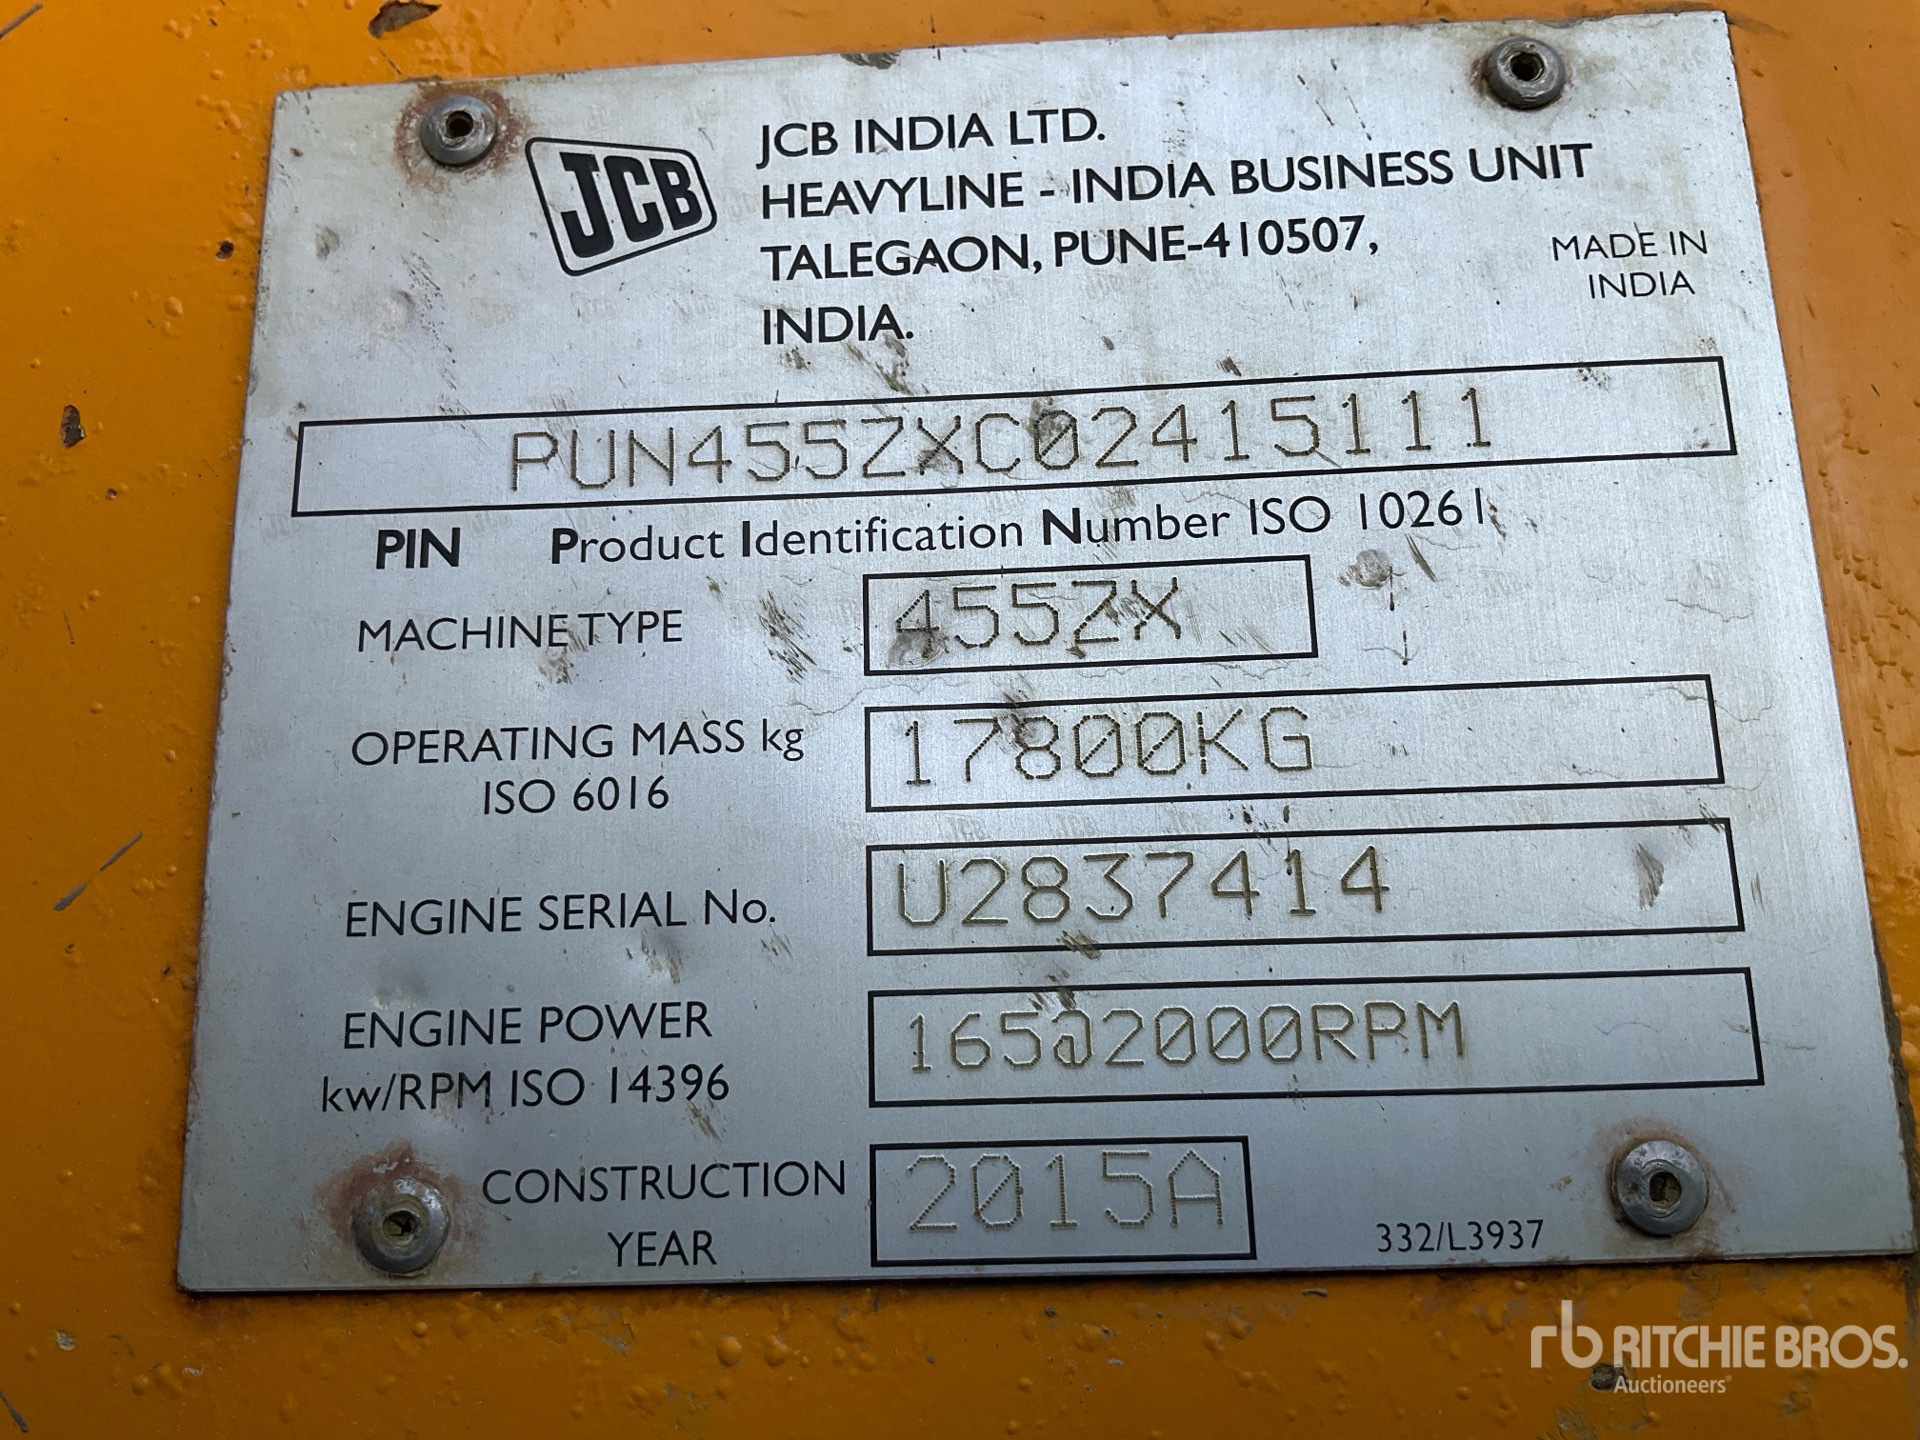 JCB
JCB INDIA LTD.
HEAVYLINE - INDIA BUSINESS UNIT
TALEGAON, PUNE-410507,
INDIA.
MADE IN
INDIA
PUN455ZXC02415111
PIN Product Identification Number ISO 10261
MACHINE TYPE 455ZX
OPERATING MASS kg 17800KG
ISO 6016
ENGINE SERIAL No. U2837414
ENGINE POWER 165@2000RPM
kw/RPM ISO 14396
CONSTRUCTION 2015A
YEAR
332/L3937
rb RITCHIE BROS.
Auctioneers